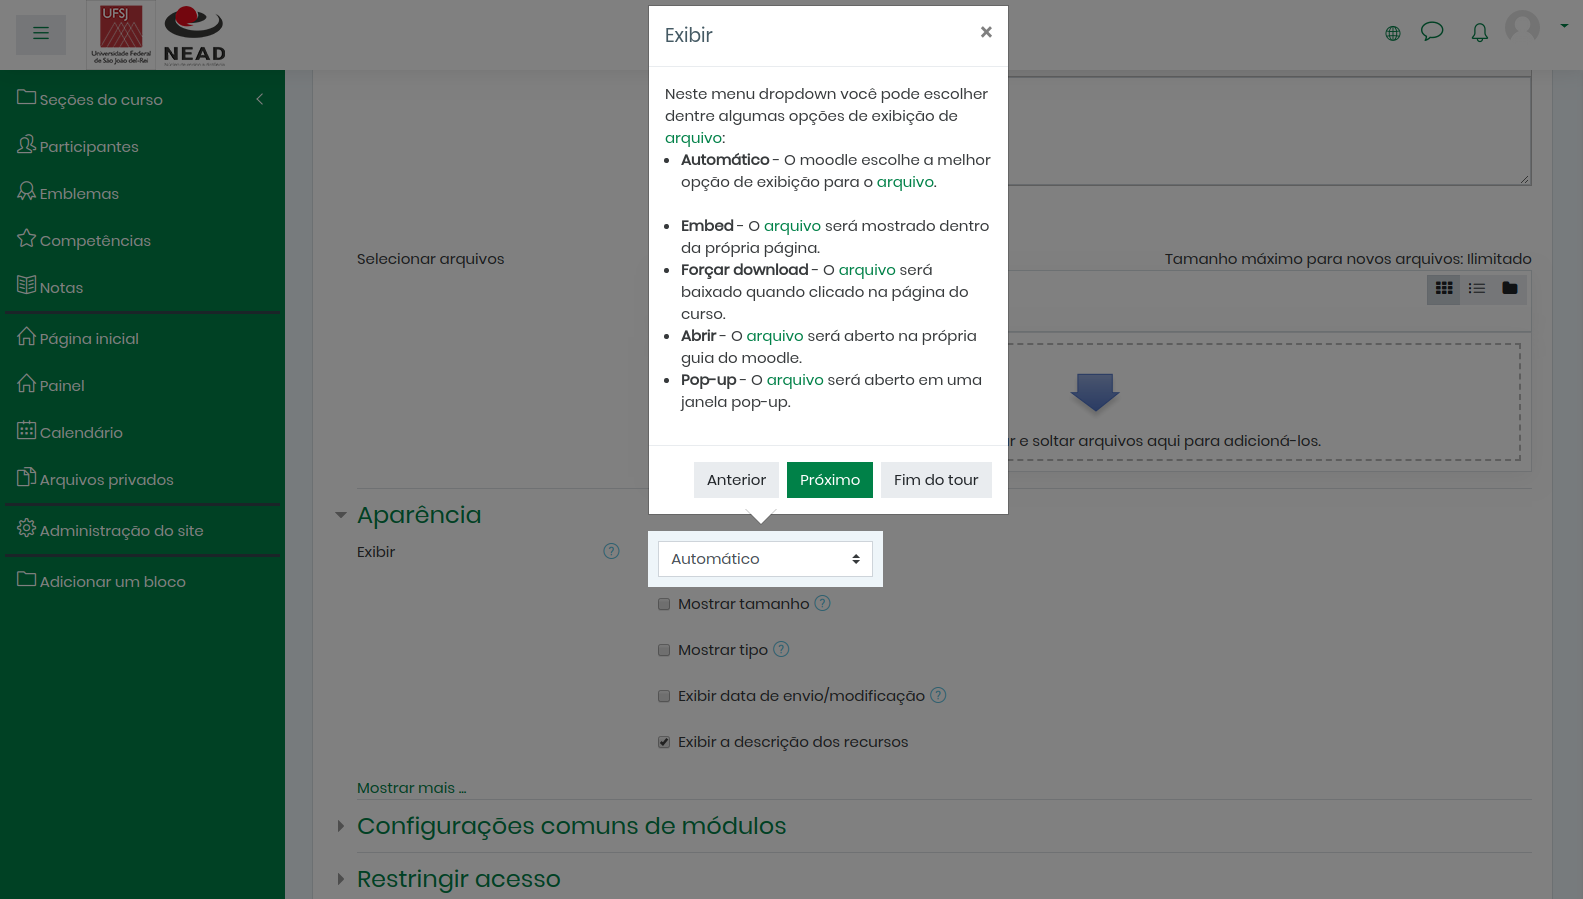 UFSJ
Universidade Federal
de São João del-Rei
NEAD
Seções do curso
Participantes
Emblemas
Competências
Notas
Página inicial
Painel
Calendário
Arquivos privados
Administração do site
Adicionar um bloco
Exibir
×
Neste menu dropdown você pode escolher
dentre algumas opções de exibição de
arquivo:
• Automático - O moodle escolhe a melhor
opção de exibição para o arquivo.
• Embed - O arquivo será mostrado dentro
da própria página.
• Forçar download - O arquivo será
baixado quando clicado na página do
curso.
• Abrir - O arquivo será aberto na própria
guia do moodle.
• Pop-up - O arquivo será aberto em uma
janela pop-up.
Anterior
Próximo
Fim do tour
Selecionar arquivos
Tamanho máximo para novos arquivos: Ilimitado
r e soltar arquivos aqui para adicioná-los.
Aparência
Exibir
?
Automático
Mostrar tamanho ?
Mostrar tipo ?
Exibir data de envio/modificação ?
Exibir a descrição dos recursos
Mostrar mais ...
Configurações comuns de módulos
Restringir acesso